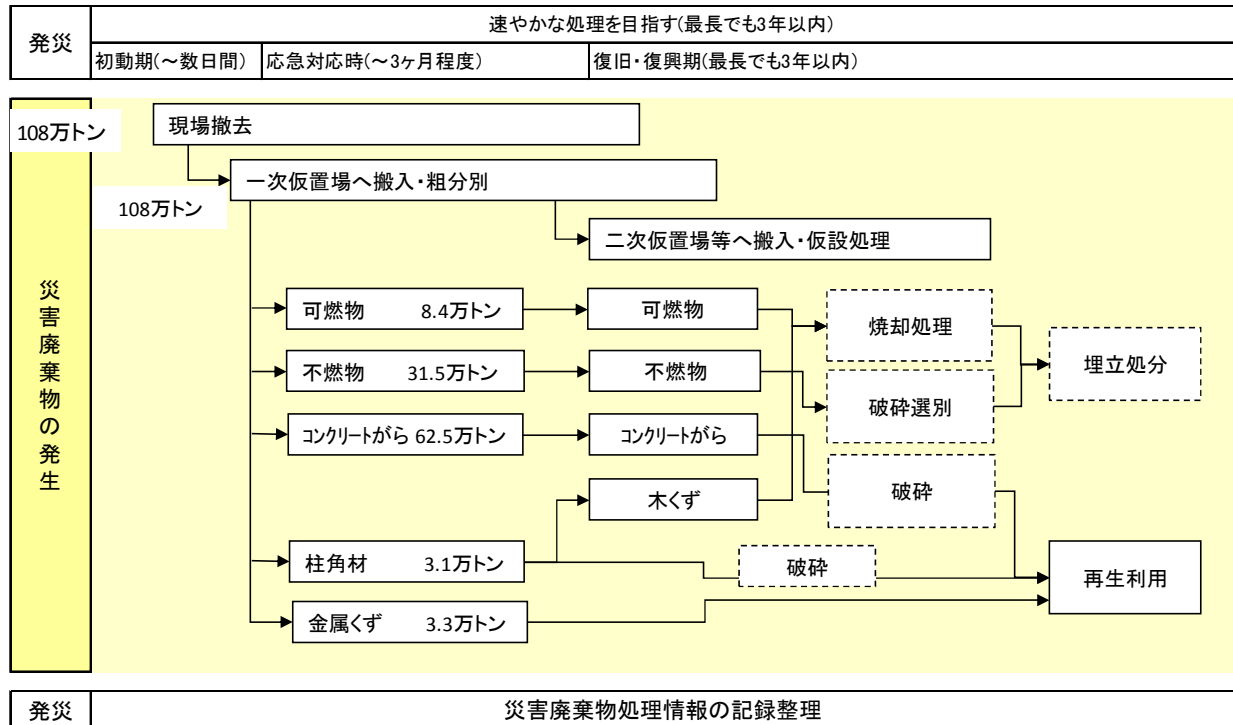 発災
速やかな処理を目指す(最長でも3年以内)
初動期(～数日間)
応急対応時(～3ヶ月程度)
復旧・復興期(最長でも3年以内)
108万トン
現場撤去
一次仮置場へ搬入・粗分別
108万トン
二次仮置場等へ搬入・仮設処理
災害廃棄物の発生
可燃物 8.4万トン
可燃物
焼却処理
不燃物 31.5万トン
不燃物
破砕選別
埋立処分
コンクリートがら 62.5万トン
コンクリートがら
破砕
木くず
柱角材 3.1万トン
破砕
再生利用
金属くず 3.3万トン
発災
災害廃棄物処理情報の記録整理